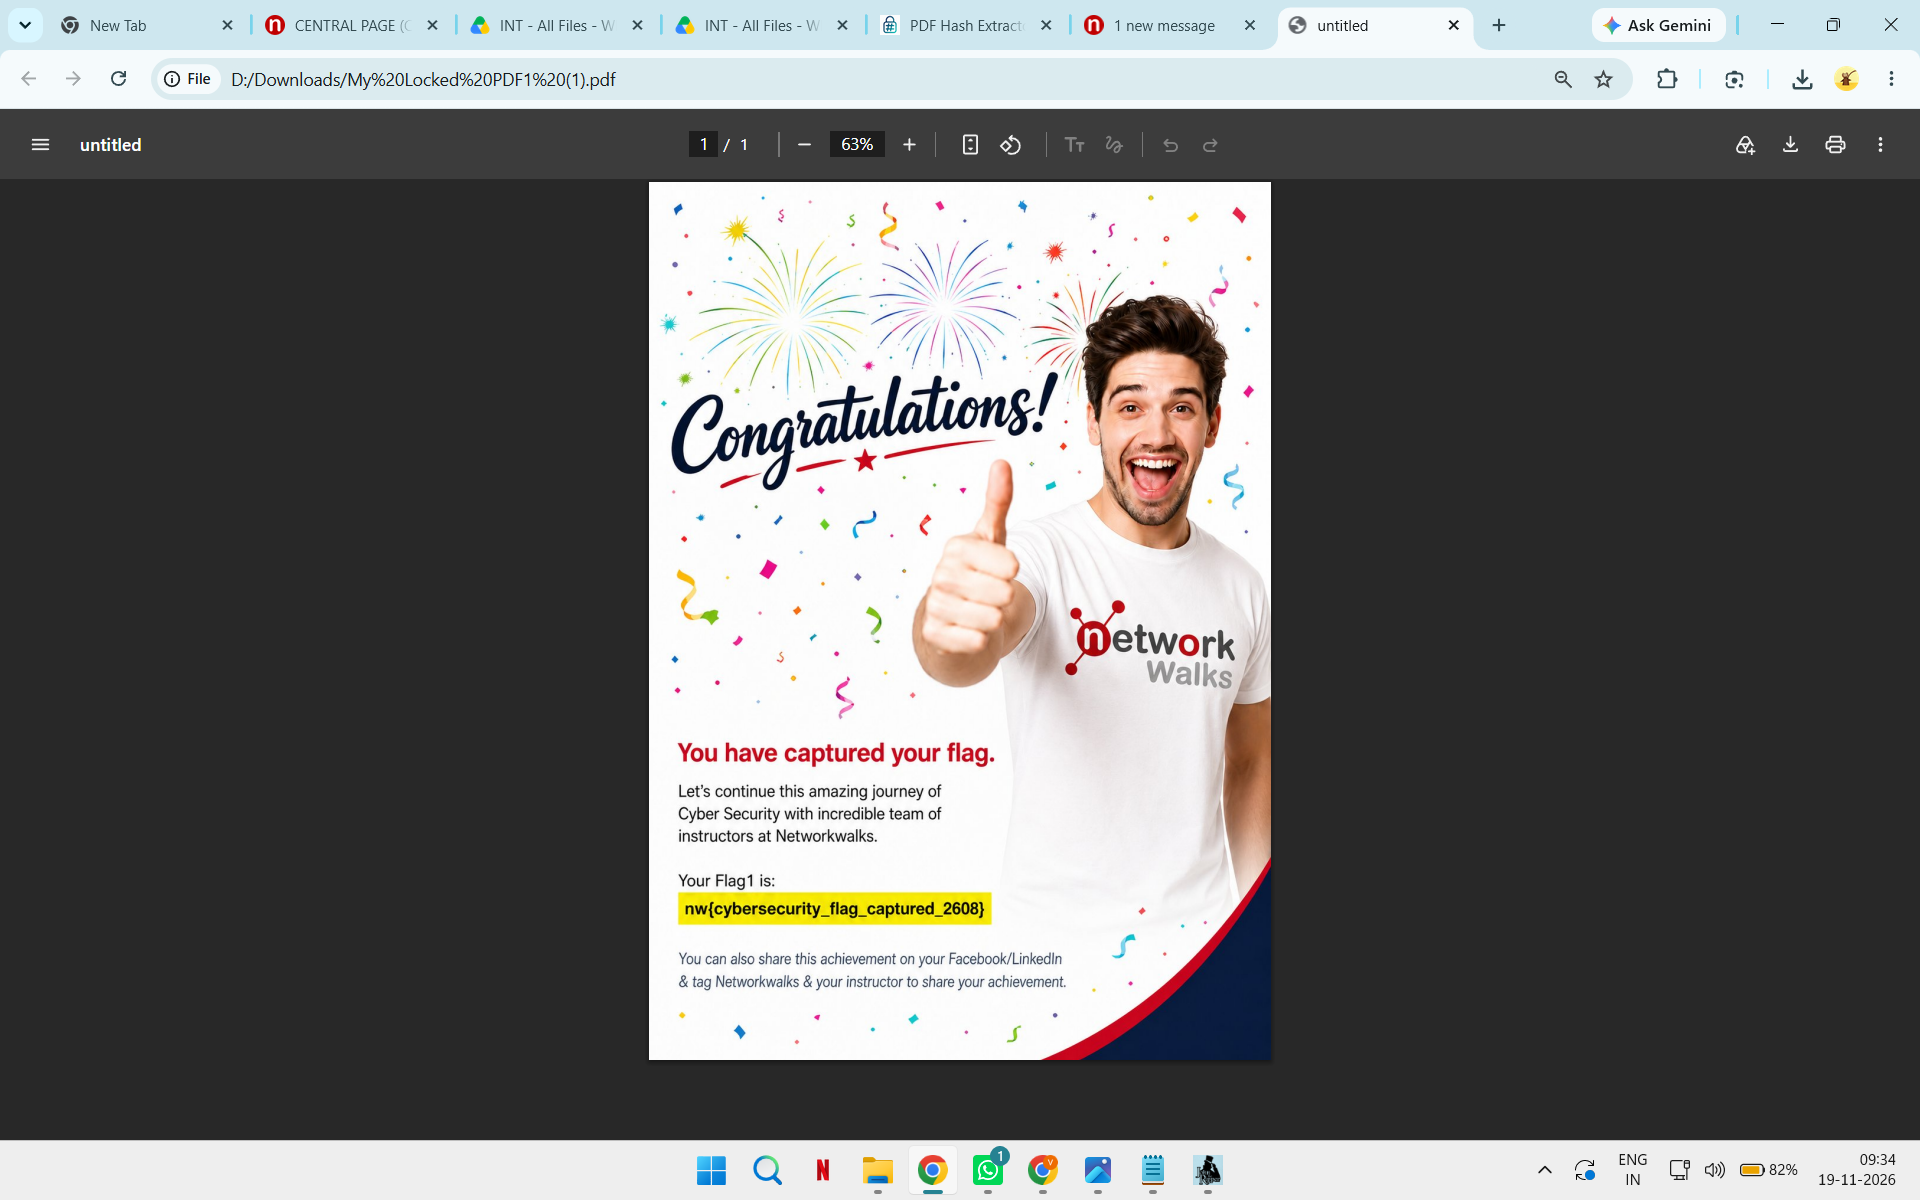 New Tab
CENTRAL PAGE (C
INT - All Files - W
INT - All Files - W
PDF Hash Extract
1 new message
untitled
Ask Gemini
File
D:/Downloads/My%20Locked%20PDF1%20(1).pdf
untitled
1 / 1
63%
Congratulations!
network
Walks
You have captured your flag.
Let's continue this amazing journey of
Cyber Security with incredible team of
instructors at Networkwalks.
Your Flag1 is:
nw{cybersecurity_flag_captured_2608}
You can also share this achievement on your Facebook/LinkedIn
& tag Networkwalks & your instructor to share your achievement.
1
ENG
IN
82%
09:34
19-11-2026